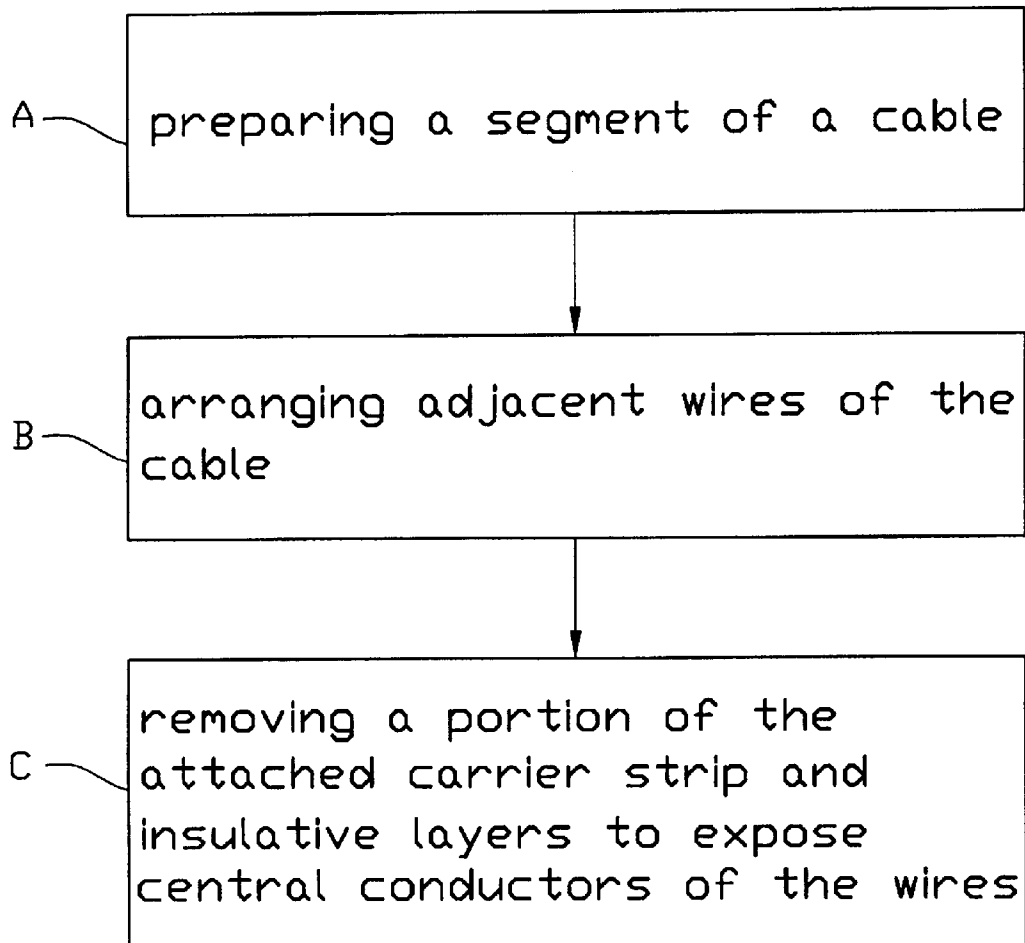 A
preparing a segment of a cable
B
arranging adjacent wires of the
cable
C
removing a portion of the
attached carrier strip and
insulative layers to expose
central conductors of the wires